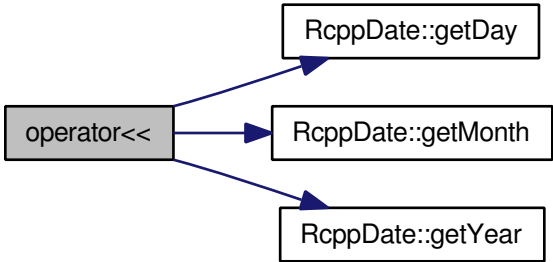 RcppDate::getDay
operator<<
RcppDate::getMonth
RcppDate::getYear